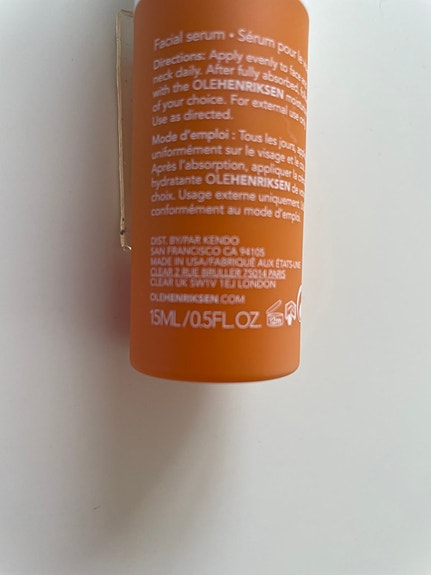 Facial serum • Sérum pour le
Directions: Apply evenly to face
neck daily. After fully absorbed,
with the OLEHENRIKSEN
of your choice. For external use
Use as directed.
Mode d'emploi : Tous les jours,
uniformément sur le visage et le
Après l'absorption, appliquer la
hydratante OLEHENRIKSEN de
choix. Usage externe uniquement.
conformément au mode d'emploi.
DIST. BY/PAR KENDO
SAN FRANCISCO CA 94105
MADE IN USA/FABRIQUÉ AUX ÉTATS-UNIS
CLEAR 2 RUE BRULLER 75014 PARIS
CLEAR UK SW1V 1EJ LONDON
OLEHENRIKSEN.COM
15ML/0.5FL.OZ. 12M